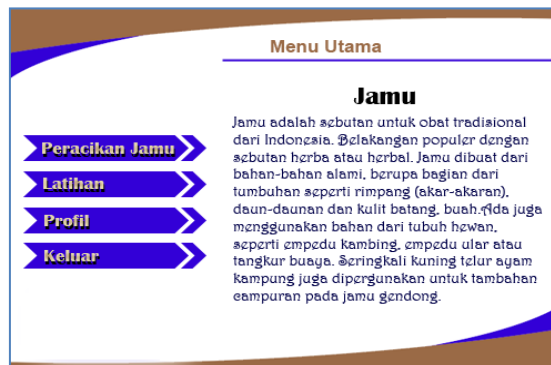 Menu Utama
Peracikan Jamu
Latihan
Profil
Keluar
Jamu
Jamu adalah sebutan untuk obat tradisional
dari Indonesia. Belakangan populer dengan
sebutan herba atau herbal. Jamu dibuat dari
bahan-bahan alami, berupa bagian dari
tumbuhan seperti rimpang (akar-akaran),
daun-daunan dan kulit batang, buah.Ada juga
menggunakan bahan dari tubuh hewan,
seperti empedu kambing, empedu ular atau
tangkur buaya. Seringkali kuning telur ayam
kampung juga dipergunakan untuk tambahan
campuran pada jamu gendong.